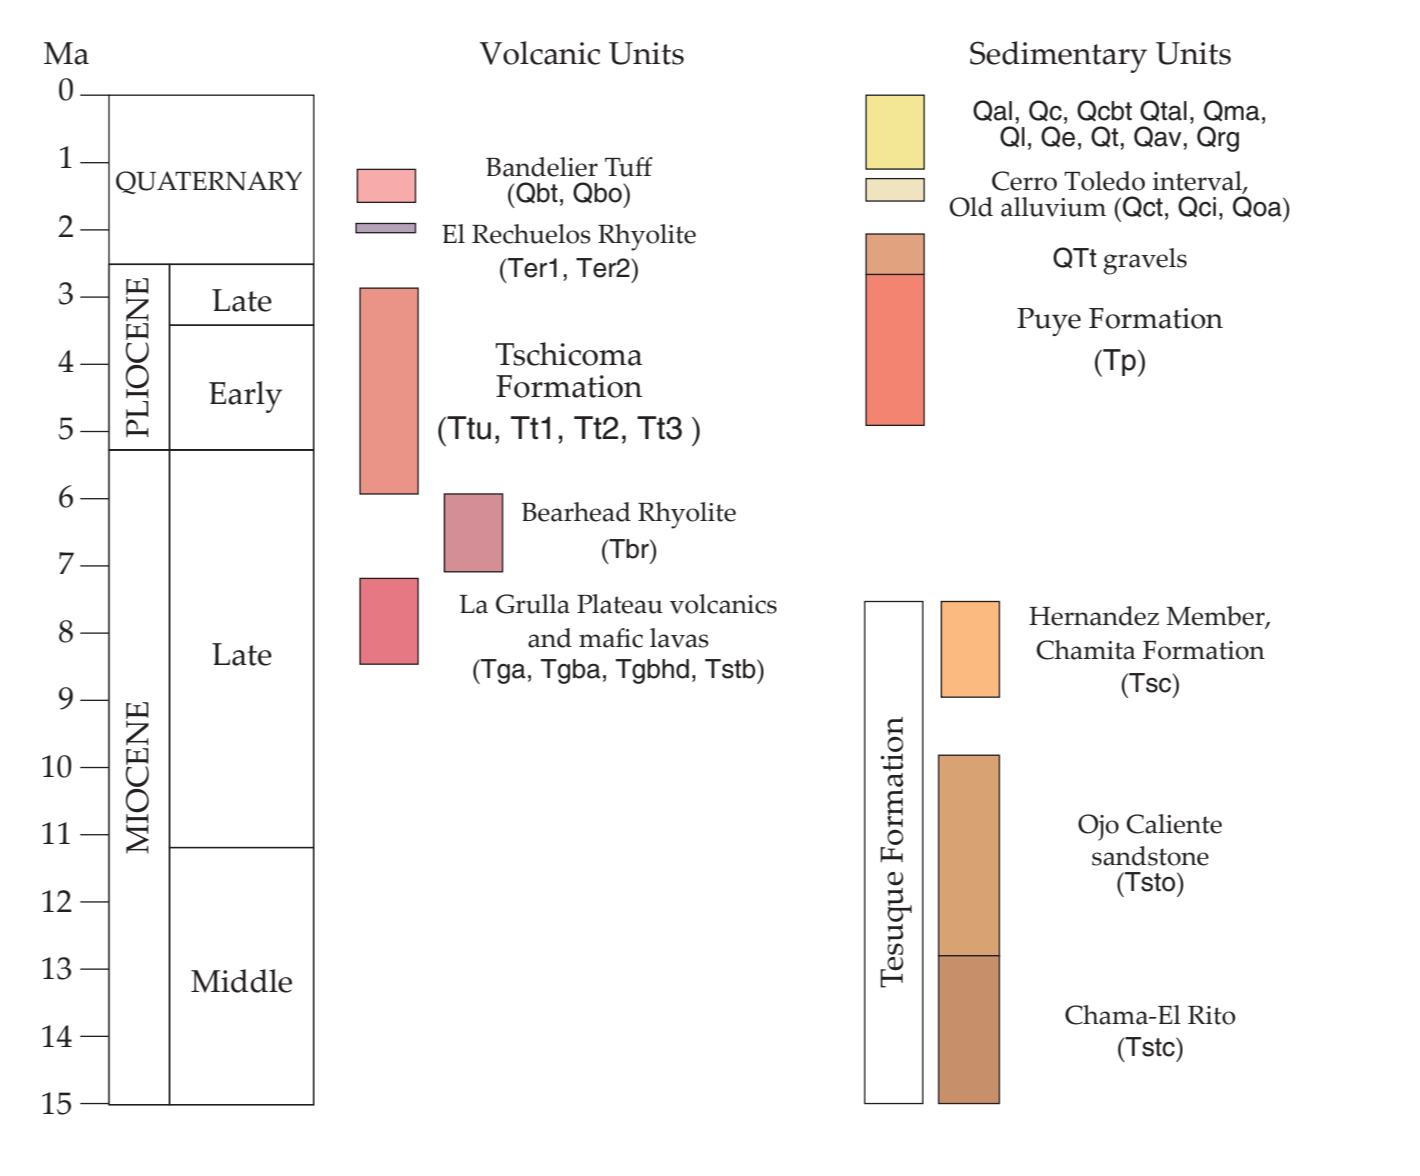 Ma
Volcanic Units
Sedimentary Units
0
1
2
3
4
5
6
7
8
9
10
11
12
13
14
15
QUATERNARY
PLIOCENE
Late
Early
MIOCENE
Late
Middle
Bandelier Tuff
(Qbt, Qbo)
El Rechuelos Rhyolite
(Ter1, Ter2)
Tschicoma
Formation
(Ttu, Tt1, Tt2, Tt3 )
Bearhead Rhyolite
(Tbr)
La Grulla Plateau volcanics
and mafic lavas
(Tga, Tgba, Tgbhd, Tstb)
Qal, Qc, Qcbt Qtal, Qma,
Ql, Qe, Qt, Qav, Qrg
Cerro Toledo interval,
Old alluvium (Qct, Qci, Qoa)
QTt gravels
Puye Formation
(Tp)
Tesuque Formation
Hernandez Member,
Chamita Formation
(Tsc)
Ojo Caliente
sandstone
(Tsto)
Chama-El Rito
(Tstc)